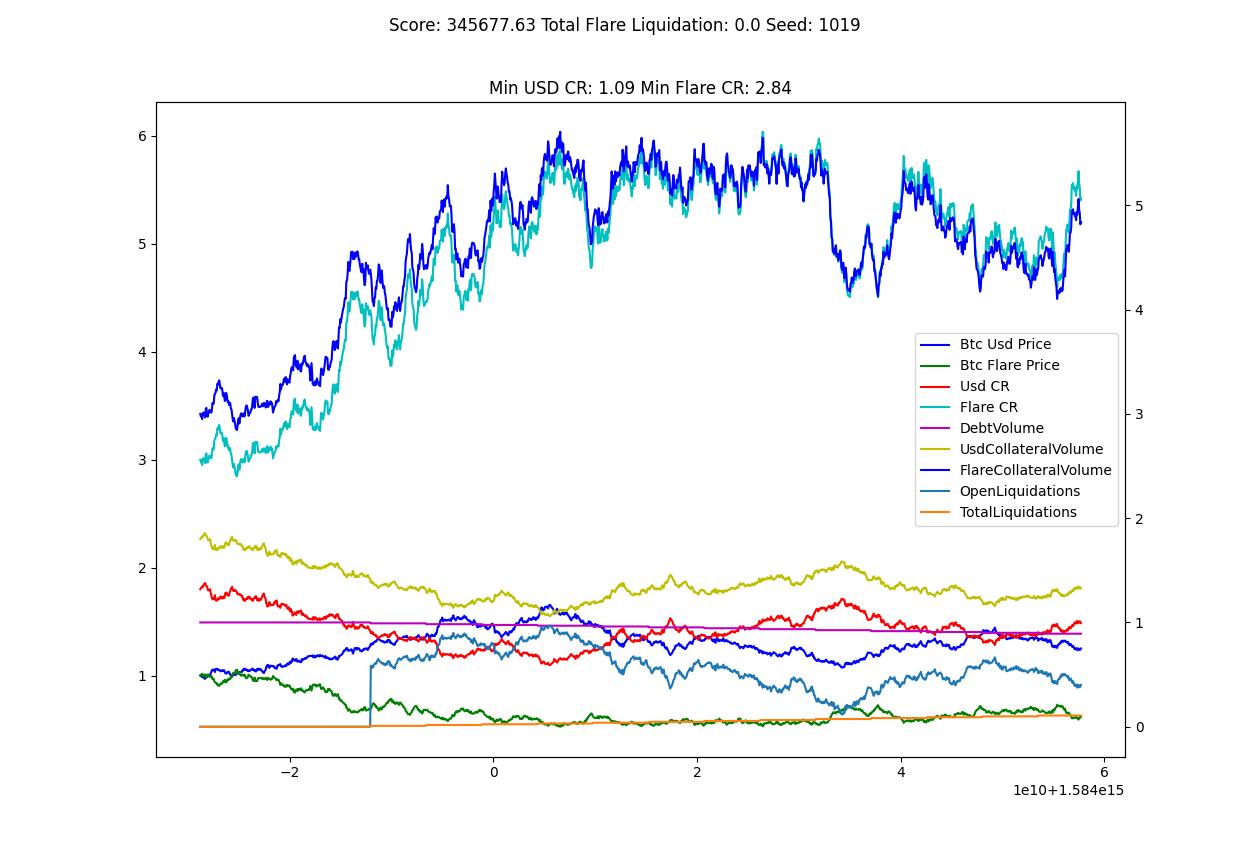 Score: 345677.63 Total Flare Liquidation: 0.0 Seed: 1019
Min USD CR: 1.09 Min Flare CR: 2.84
6
5
4
3
2
1
5
4
3
2
1
0
Btc Usd Price
Btc Flare Price
Usd CR
Flare CR
DebtVolume
UsdCollateralVolume
FlareCollateralVolume
OpenLiquidations
TotalLiquidations
−2 0 2 4 6
1e10+1.584e15